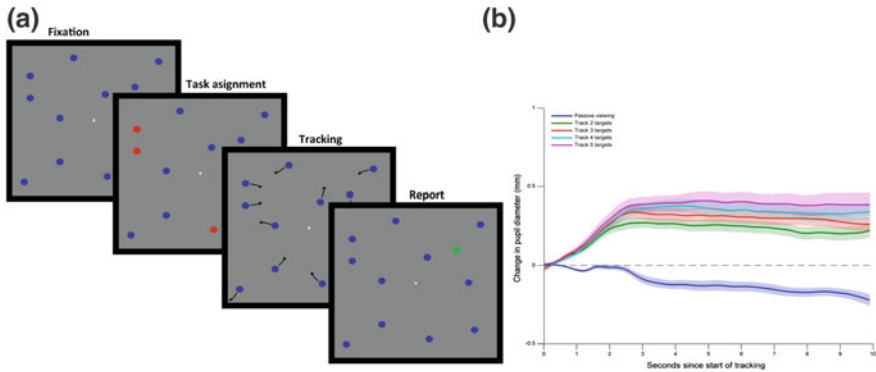 (a)
Fixation
Task asignment
Tracking
Report
(b)
Passive viewing
Track 2 targets
Track 3 targets
Track 4 targets
Track 5 targets
Change in pupil diameter (mm)
1
0.5
0
-0.5
0 1 2 3 4 5 6 7 8 9 10
Seconds since start of tracking